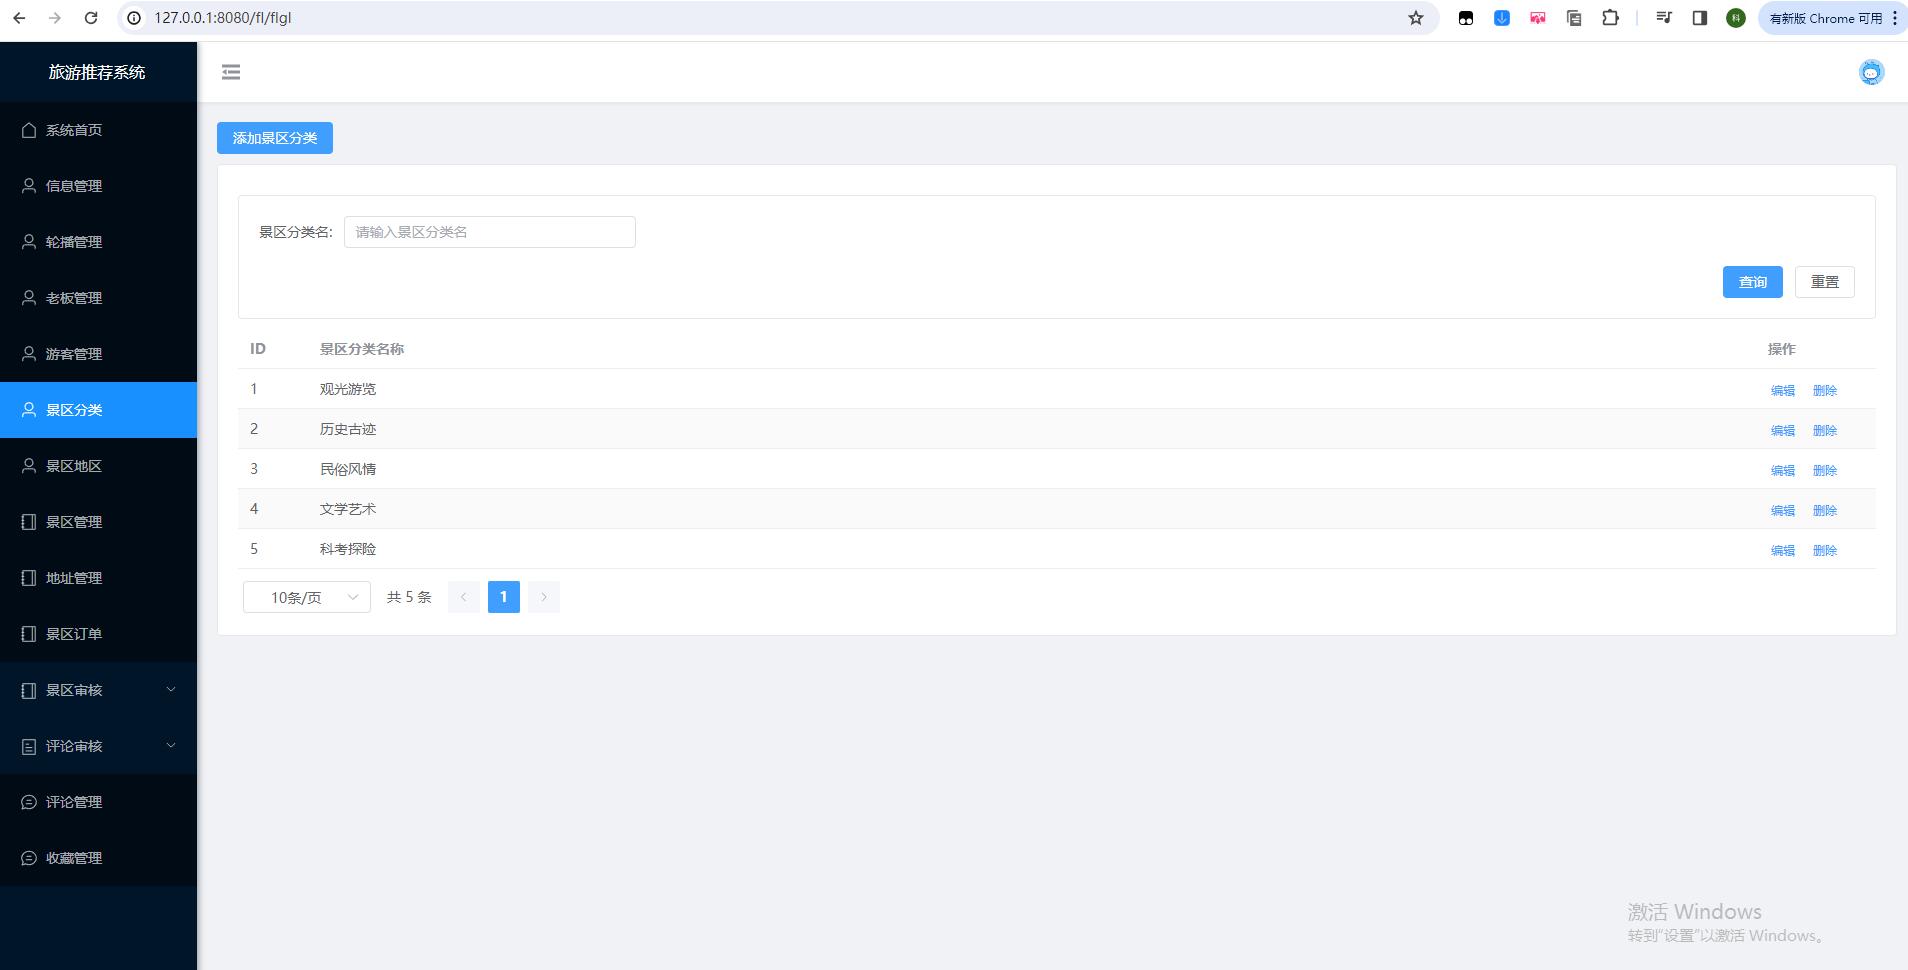 127.0.0.1:8080/fl/flgl
科
有新版 Chrome 可用
旅游推荐系统
系统首页
信息管理
轮播管理
老板管理
游客管理
景区分类
景区地区
景区管理
地址管理
景区订单
景区审核
评论审核
评论管理
收藏管理
添加景区分类
景区分类名:
请输入景区分类名
查询 重置
ID 景区分类名称 操作
1 观光游览 编辑 删除
2 历史古迹 编辑 删除
3 民俗风情 编辑 删除
4 文学艺术 编辑 删除
5 科考探险 编辑 删除
10条/页 共 5 条 1
激活 Windows
转到"设置"以激活 Windows。